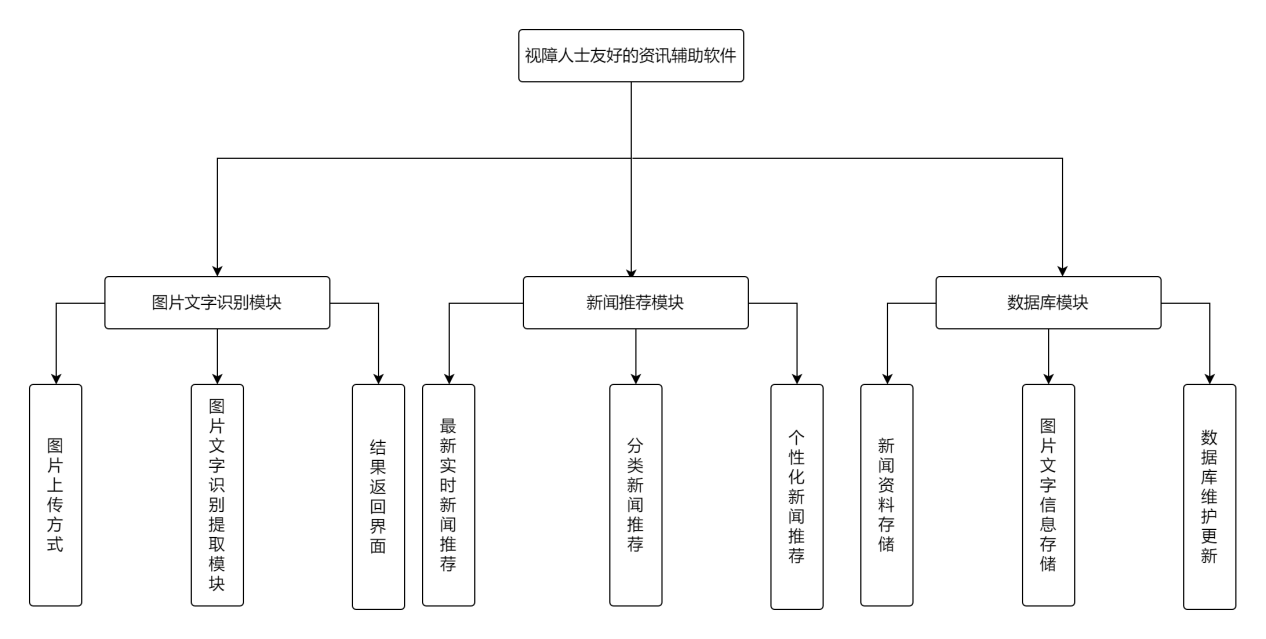 视障人士友好的资讯辅助软件
图片文字识别模块
新闻推荐模块
数据库模块
图片上传方式
图片文字识别提取模块
结果返回界面
最新实时新闻推荐
分类新闻推荐
个性化新闻推荐
新闻资料存储
图片文字信息存储
数据库维护更新